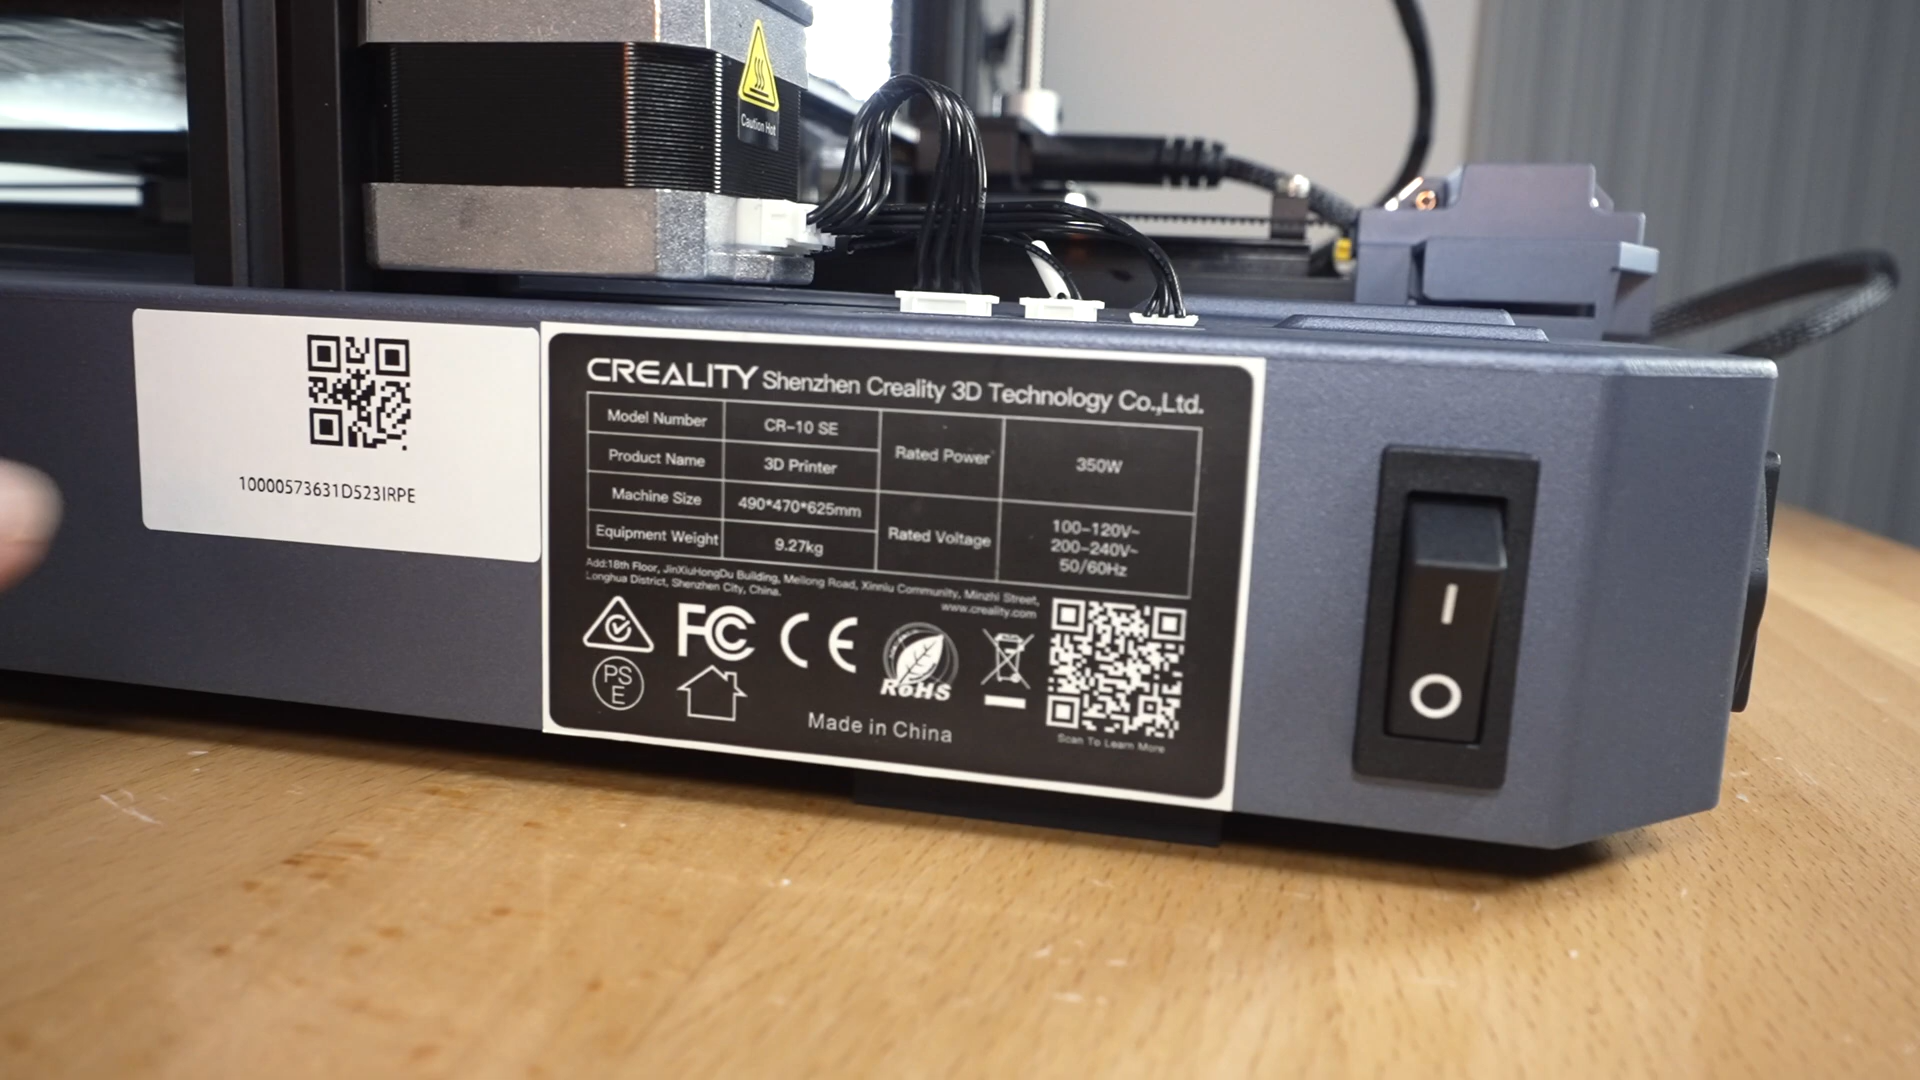 Caution Hot
10000573631D523IRPE
CREALITY Shenzhen Creality 3D Technology Co.,Ltd.
Model Number CR-10 SE
Product Name 3D Printer
Machine Size 490*470*625mm
Equipment Weight 9.27kg
Rated Power 350W
Rated Voltage 100-120V~
200-240V~
50/60Hz
Add:18th Floor, JinXiuHongDu Building, Meilong Road, Xinniu Community, Minzhi Street,
Longhua District, Shenzhen City, China.
www.creality.com
FC CE RoHS
PS
E
Made in China
Scan To Learn More
I
O